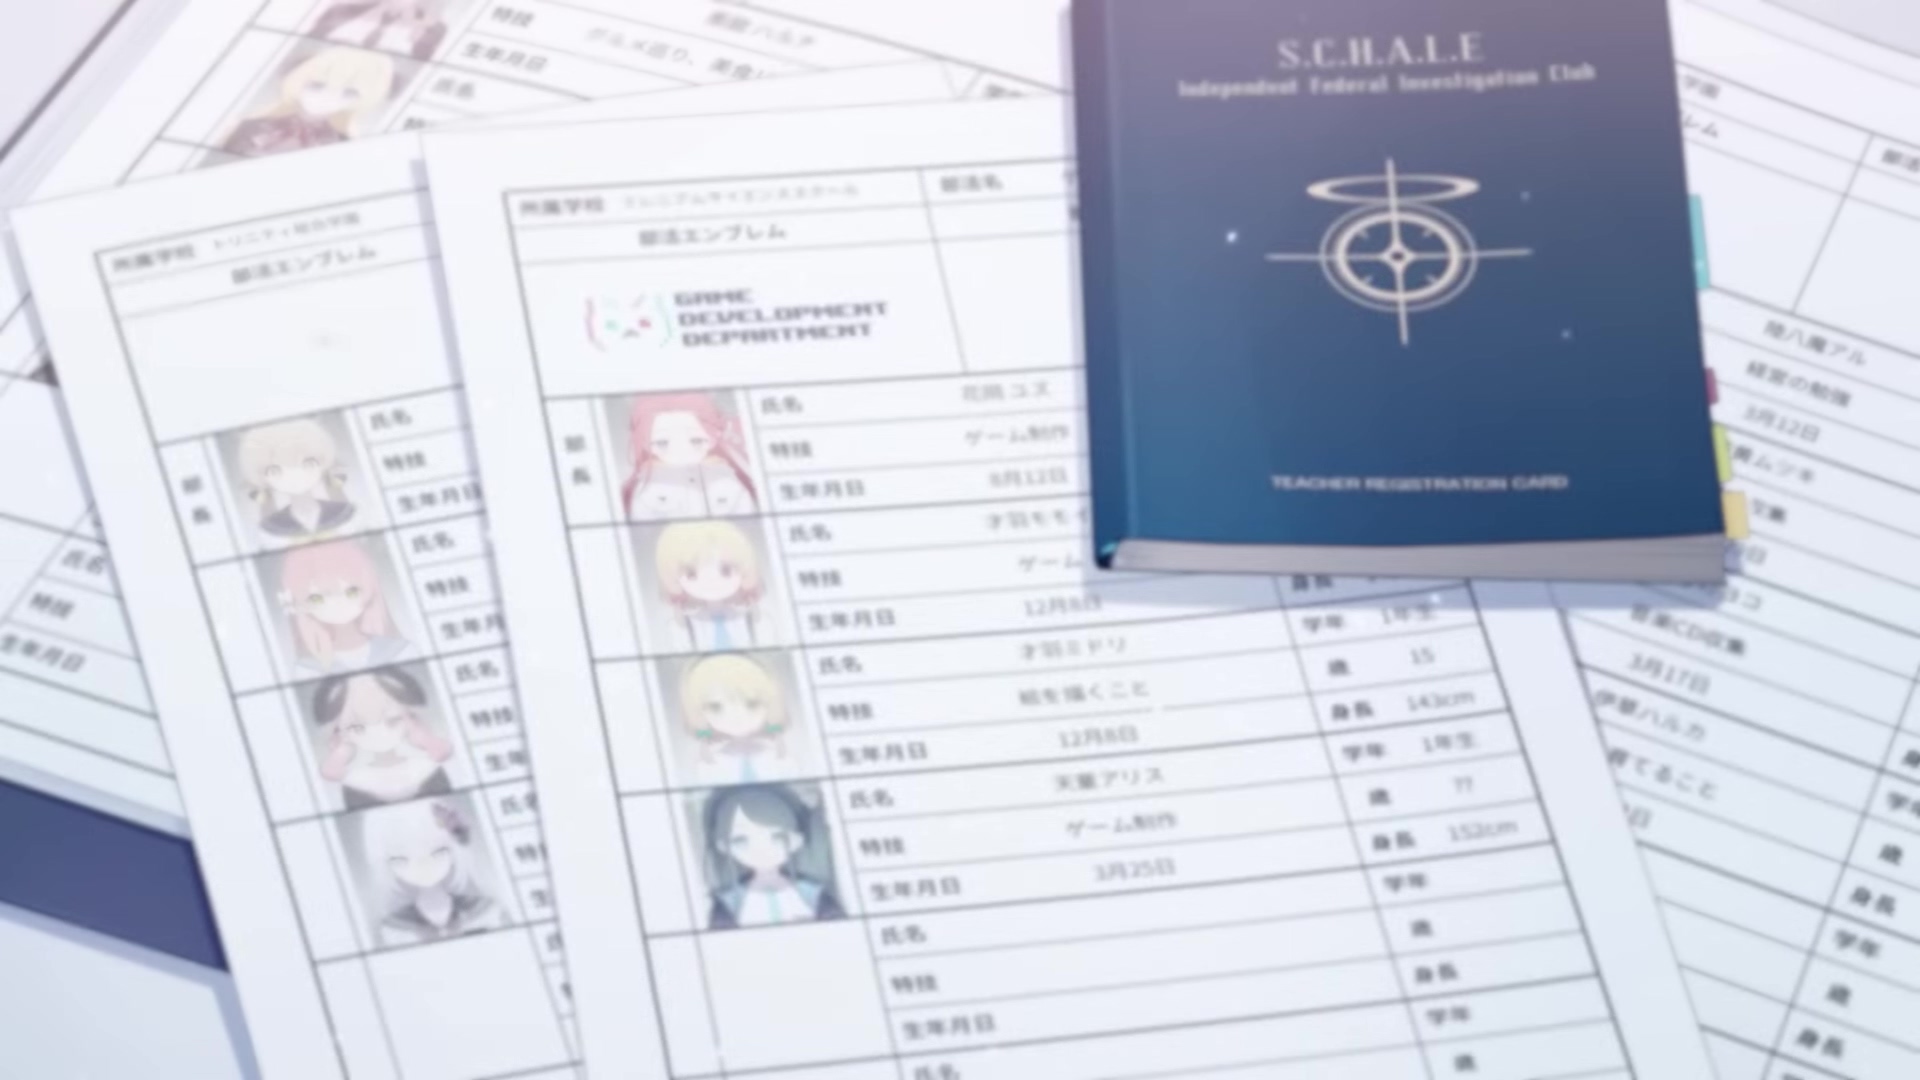 特技 グルメ巡り、美食
生年月日
氏名
S.C.H.A.L.E
Independent Federal Investigation Club
TEACHER REGISTRATION CARD
所属学校 トリニティ総合学園
部活エンブレム
部長
氏名
特技
生年月日
氏名
特技
生年月
氏名
特技
生年
氏名
特技
所属学校 ミレニアムサイエンススクール 部活名
部活エンブレム
GAME
DEVELOPMENT
DEPARTMENT
部長
氏名 花岡ユズ
特技 ゲーム制作
生年月日 8月12日
氏名 才羽モモイ
特技 ゲーム
生年月日 12月8日
身長
氏名 才羽ミドリ 学年 1年生
特技 絵を描くこと 歳 15
生年月日 12月8日 身長 143cm
氏名 天童アリス 学年 1年生
特技 ゲーム制作 歳 ??
生年月日 3月25日 身長 152cm
氏名 学年
特技 歳
生年月日 身長
氏名 学年
歳
氏名
特技
生年月日
学園
陸八魔アル
経営の勉強
3月12日
黄ムツキ
ヨコ
音楽CD収集
3月17日
伊草ハルカ
育てること
日
学年
歳
身長
学年
歳
身長